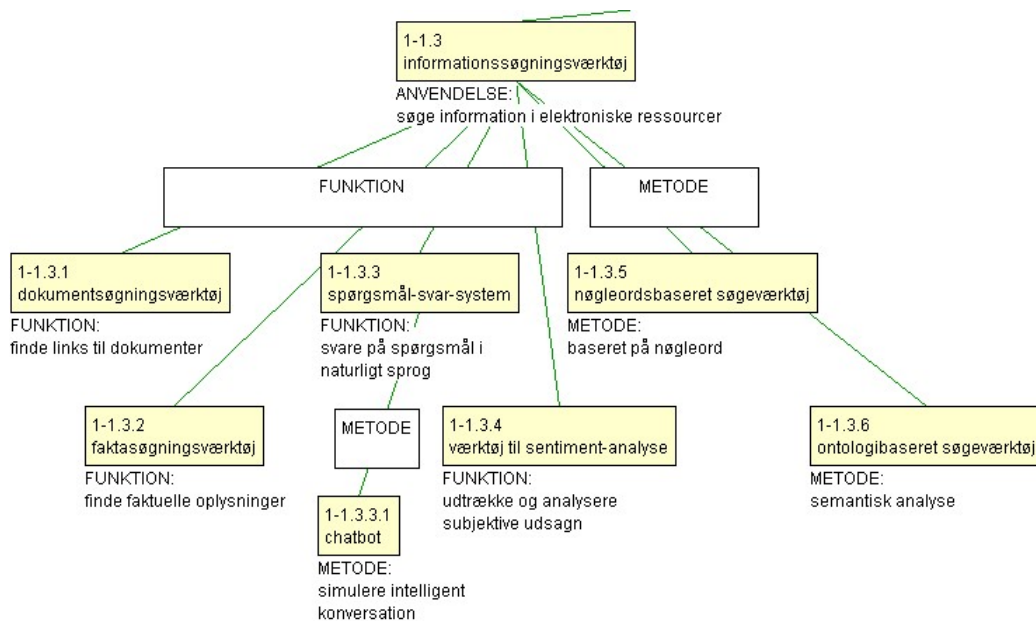 1-1.3
informationssøgningsværktøj
ANVENDELSE:
søge information i elektroniske ressourcer
FUNKTION
METODE
1-1.3.1
dokumentsøgningsværktøj
FUNKTION:
finde links til dokumenter
1-1.3.3
spørgsmål-svar-system
FUNKTION:
svare på spørgsmål i
naturligt sprog
1-1.3.5
nøgleordsbaseret søgeværktøj
METODE:
baseret på nøgleord
1-1.3.2
faktasøgningsværktøj
FUNKTION:
finde faktuelle oplysninger
METODE
1-1.3.4
værktøj til sentiment-analyse
FUNKTION:
udtrække og analysere
subjektive udsagn
1-1.3.6
ontologibaseret søgeværktøj
METODE:
semantisk analyse
1-1.3.3.1
chatbot
METODE:
simulere intelligent
konversation